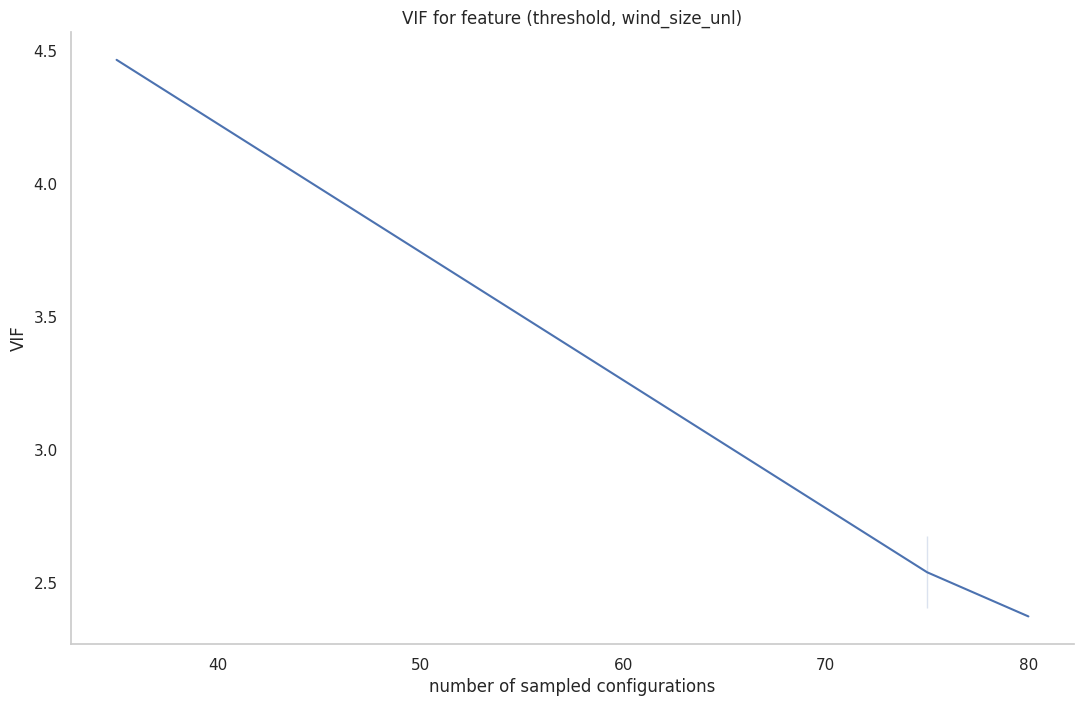 VIF for feature (threshold, wind_size_unl)
4.5
4.0
3.5
3.0
2.5
VIF
40 50 60 70 80
number of sampled configurations